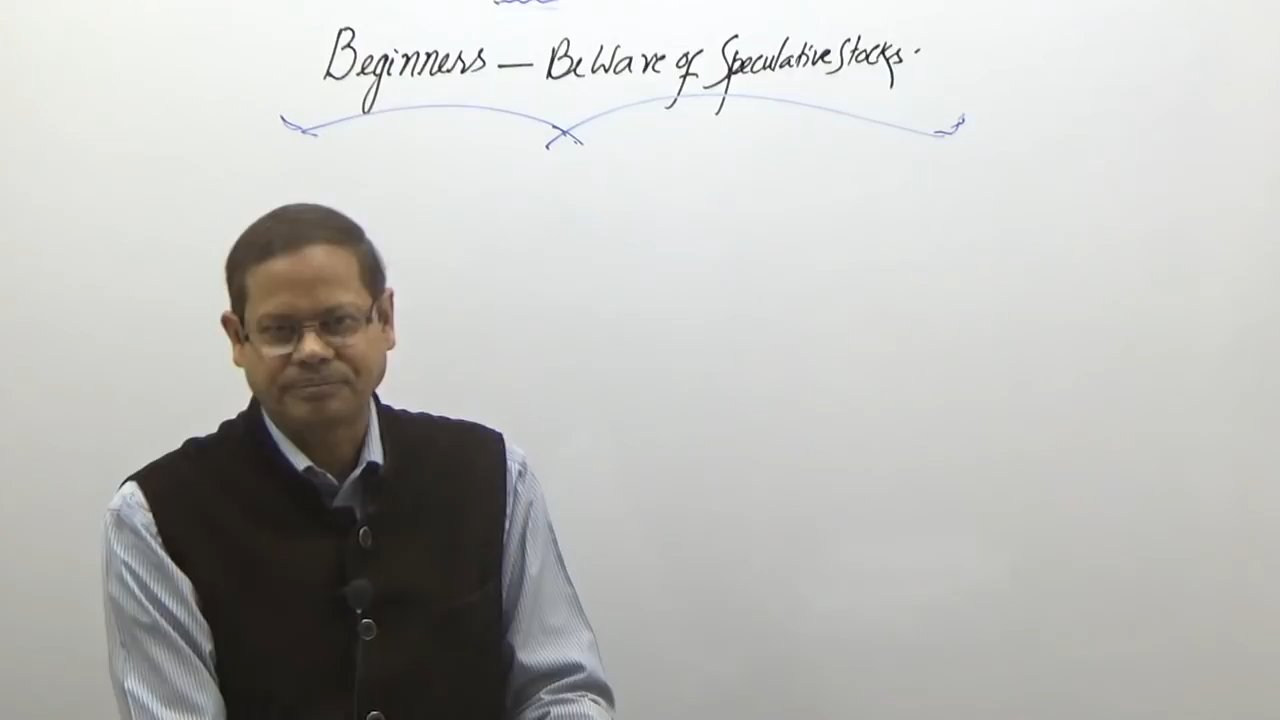 Beginners — BeWare of Speculative Stocks.